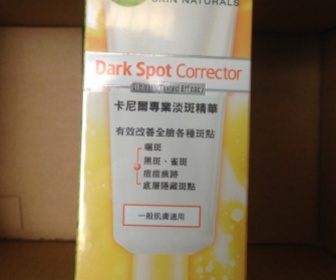 SKIN NATURALS
Dark Spot Corrector
卡尼爾專業淡斑精華
有效改善全臉各種斑點
曬斑
黑斑、雀斑
痘痘痕跡
底層隱藏斑點
一般肌膚適用